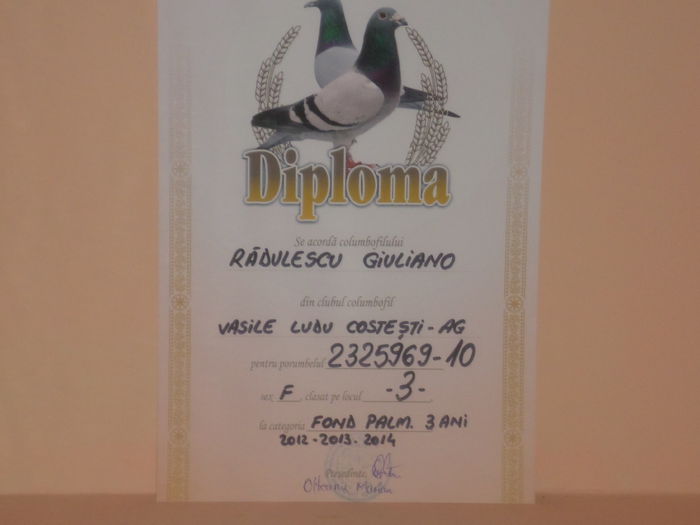 Diploma
Se acordă columbofilului
RĂDULESCU GIULIANO
din clubul columbofil
VASILE LUDU COSTEȘTI - AG
pentru porumbelul 2325969-10
sex F, clasat pe locul -3-.
la categoria FOND PALM. 3 ANI
2012-2013-2014
Președinte,